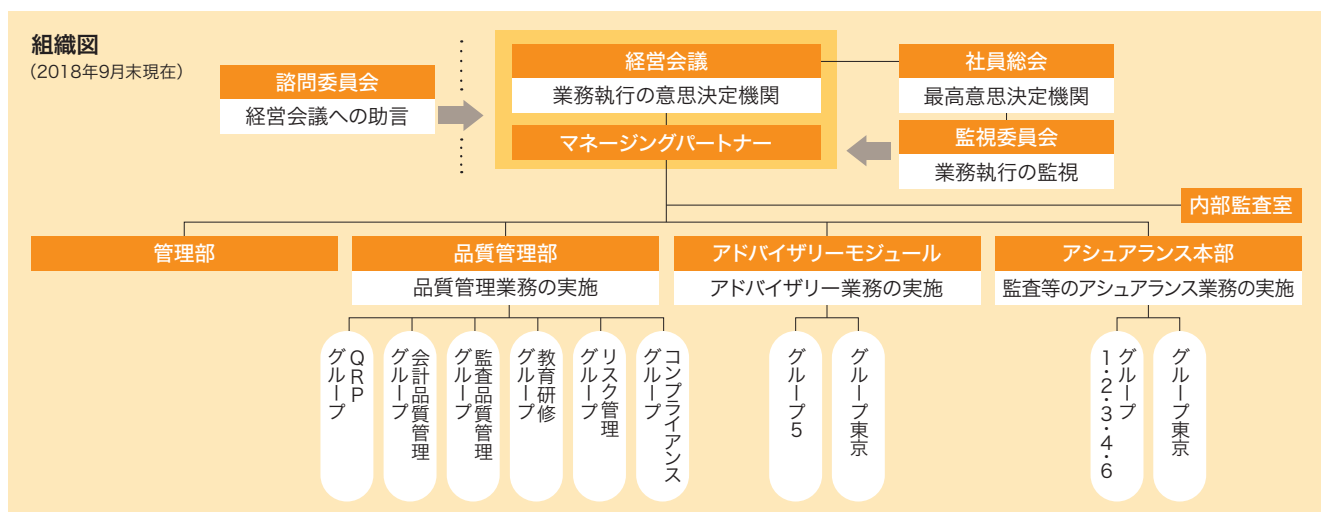 組織図
（2018年9月末現在）
諮問委員会
経営会議への助言
経営会議
業務執行の意思決定機関
マネージングパートナー
社員総会
最高意思決定機関
監視委員会
業務執行の監視
内部監査室
管理部
品質管理部
品質管理業務の実施
アドバイザリーモジュール
アドバイザリー業務の実施
アシュアランス本部
監査等のアシュアランス業務の実施
QRP
グループ
会計品質管理
グループ
監査品質管理
グループ
教育研修
グループ
リスク管理
グループ
コンプライアンス
グループ
グループ5
グループ東京
グループ
1・2・3・4・6
グループ東京